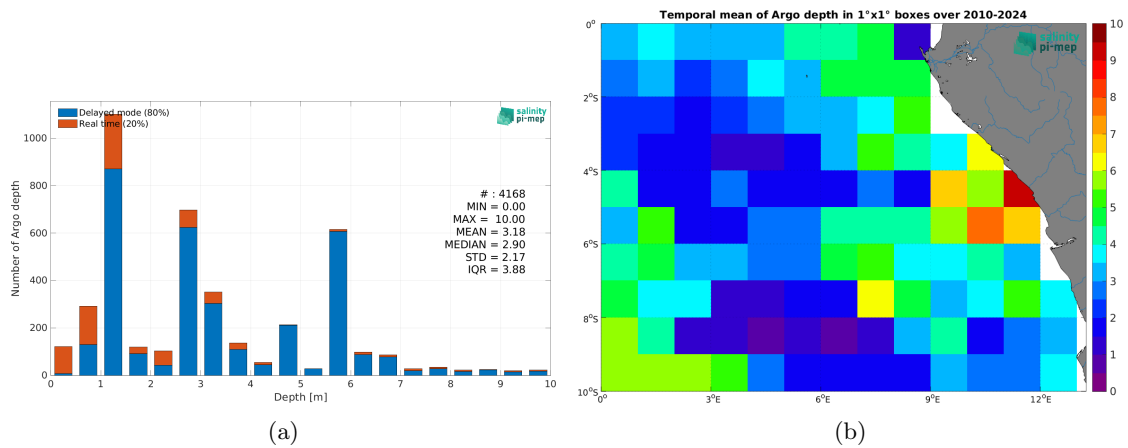 Delayed mode (80%)
Real time (20%)
salinity
pi-mep
# : 4168
MIN = 0.00
MAX = 10.00
MEAN = 3.18
MEDIAN = 2.90
STD = 2.17
IQR = 3.88
Number of Argo depth
1000
800
600
400
200
0
0 1 2 3 4 5 6 7 8 9 10
Depth [m]
(a)
Temporal mean of Argo depth in 1°x1° boxes over 2010-2024
salinity
pi-mep
0°
2°S
4°S
6°S
8°S
10°S
0° 3°E 6°E 9°E 12°E
10
9
8
7
6
5
4
3
2
1
0
(b)